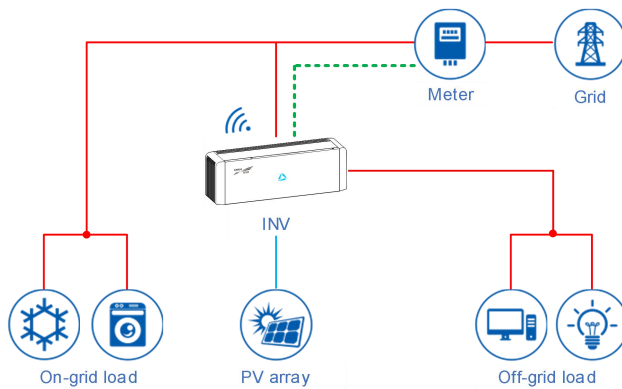 Meter
Grid
INV
On-grid load
PV array
Off-grid load